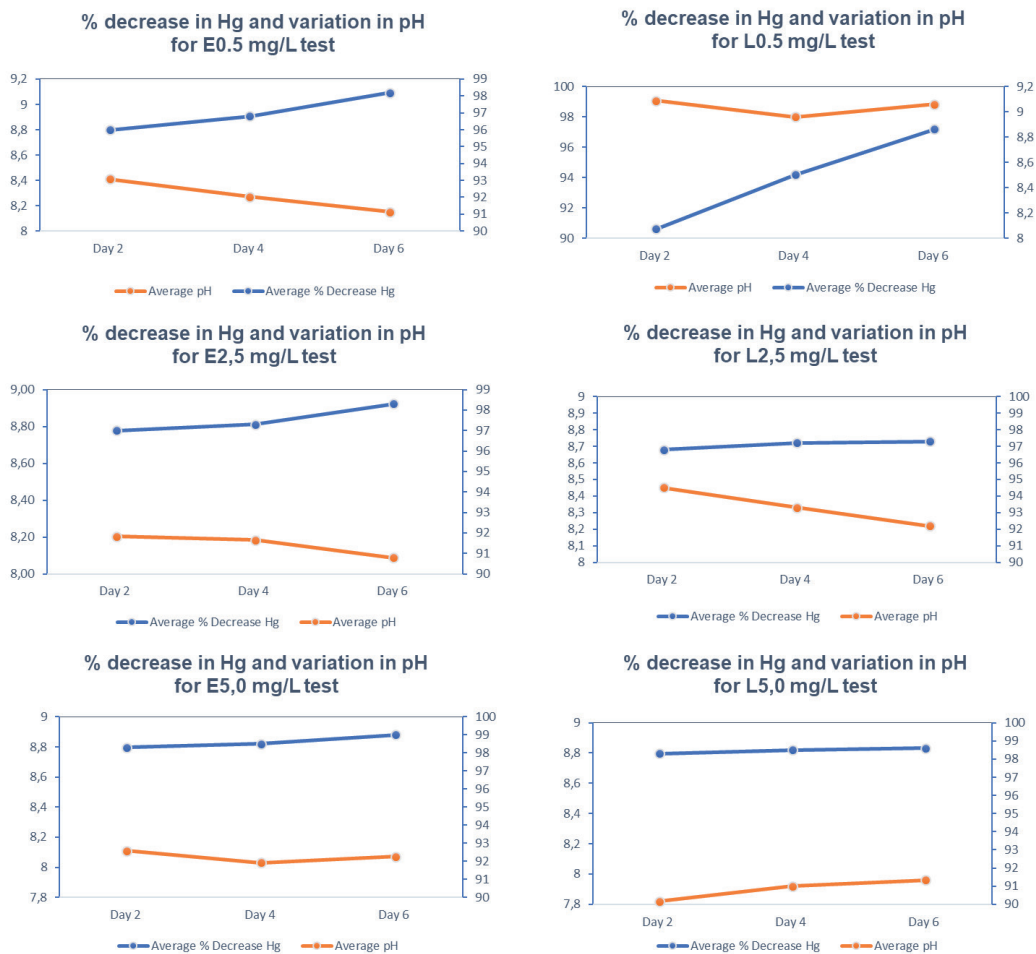 % decrease in Hg and variation in pH
for E0.5 mg/L test
9,2
9
8,8
8,6
8,4
8,2
8
99
98
97
96
95
94
93
92
91
90
Day 2
Day 4
Day 6
Average pH
Average % Decrease Hg
% decrease in Hg and variation in pH
for L0.5 mg/L test
100
98
96
94
92
90
9,2
9
8,8
8,6
8,4
8,2
8
Day 2
Day 4
Day 6
Average pH
Average % Decrease Hg
% decrease in Hg and variation in pH
for E2,5 mg/L test
9,00
8,80
8,60
8,40
8,20
8,00
99
98
97
96
95
94
93
92
91
90
Day 2
Day 4
Day 6
Average % Decrease Hg
Average pH
% decrease in Hg and variation in pH
for L2,5 mg/L test
9
8,9
8,8
8,7
8,6
8,5
8,4
8,3
8,2
8,1
8
100
99
98
97
96
95
94
93
92
91
90
Day 2
Day 4
Day 6
Average % Decrease Hg
Average pH
% decrease in Hg and variation in pH
for E5,0 mg/L test
9
8,8
8,6
8,4
8,2
8
7,8
100
99
98
97
96
95
94
93
92
91
90
Day 2
Day 4
Day 6
Average % Decrease Hg
Average pH
% decrease in Hg and variation in pH
for L5,0 mg/L test
9
8,8
8,6
8,4
8,2
8
7,8
100
99
98
97
96
95
94
93
92
91
90
Day 2
Day 4
Day 6
Average % Decrease Hg
Average pH